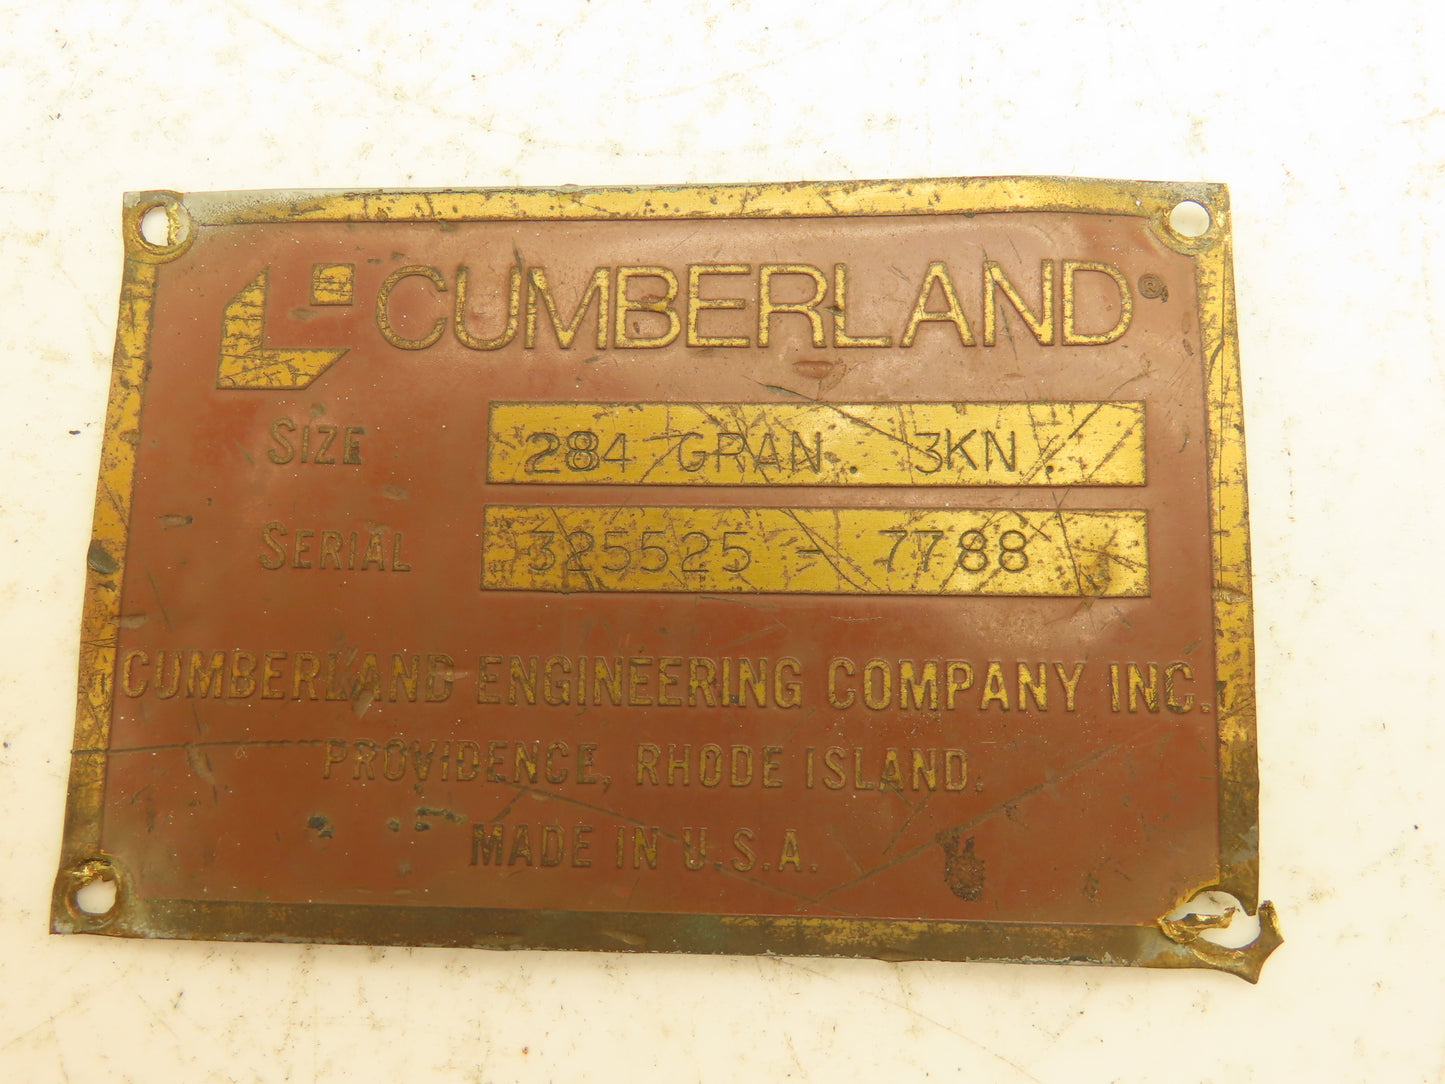 CUMBERLAND®
SIZE 284 GRAN. 3KN.
SERIAL 325525 - 7788
CUMBERLAND ENGINEERING COMPANY INC.
PROVIDENCE, RHODE ISLAND.
MADE IN U.S.A.